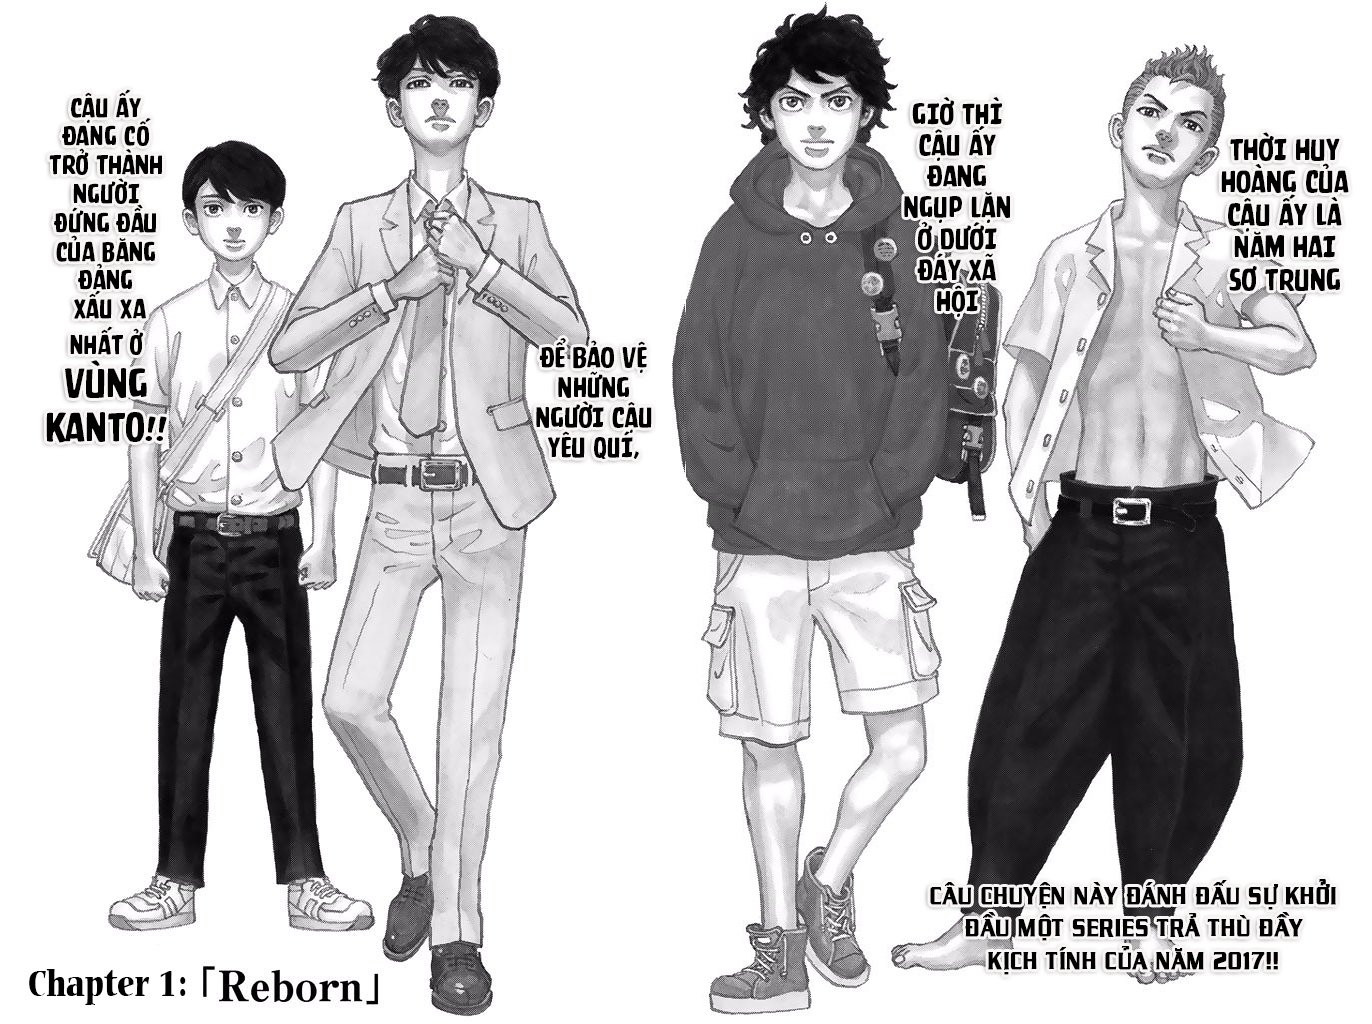 THỜI HUY
HOÀNG CỦA
CẬU ẤY LÀ
NĂM HAI
SƠ TRUNG
GIỜ THÌ
CẬU ẤY
ĐANG
NGỤP LẶN
Ở DƯỚI
ĐÁY XÃ
HỘI
ĐỂ BẢO VỆ
NHỮNG
NGƯỜI CẬU
YÊU QUÍ,
CẬU ẤY
ĐANG CỐ
TRỞ THÀNH
NGƯỜI
ĐỨNG ĐẦU
CỦA BĂNG
ĐẢNG
XẤU XA
NHẤT Ở
VÙNG
KANTO!!
CÂU CHUYỆN NÀY ĐÁNH ĐẤU SỰ KHỞI
ĐẦU MỘT SERIES TRẢ THÙ ĐẦY
KỊCH TÍNH CỦA NĂM 2017!!
Chapter 1:「Reborn」